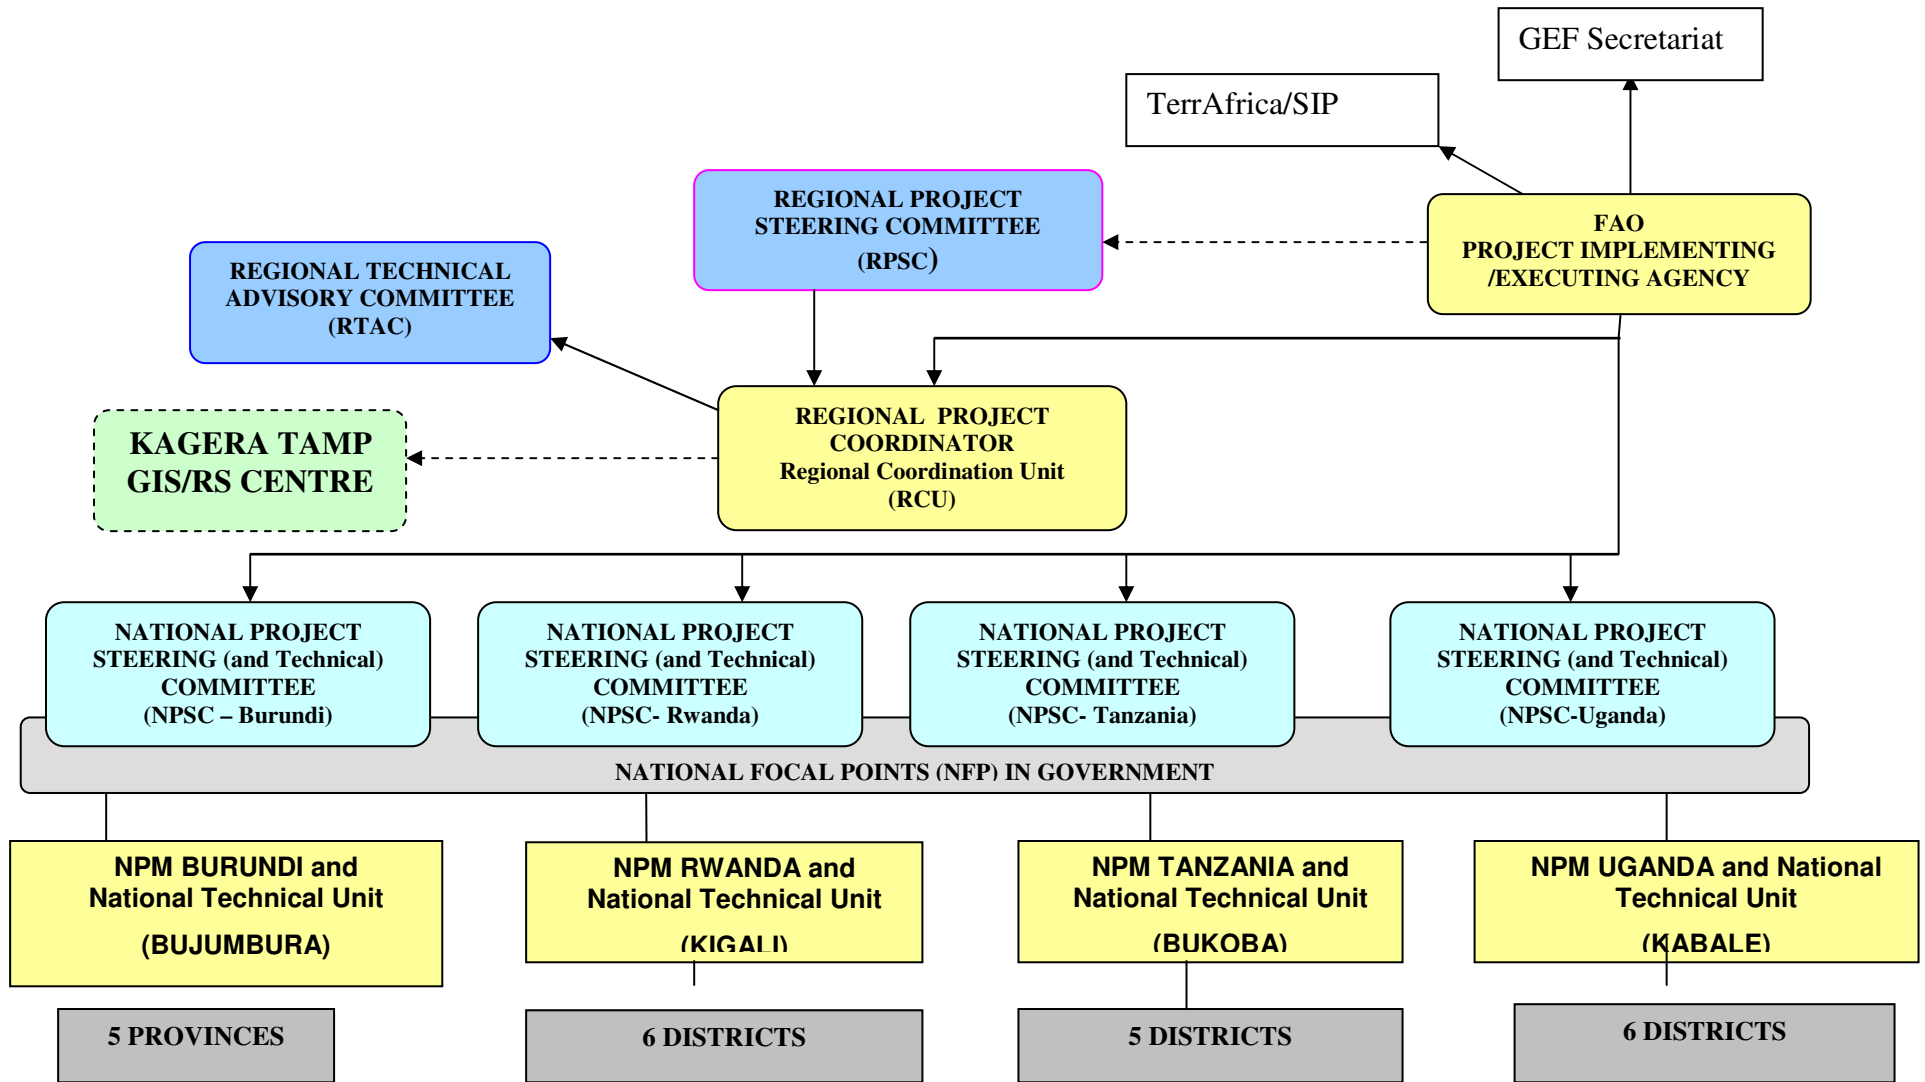 GEF Secretariat
TerrAfrica/SIP
REGIONAL PROJECT
STEERING COMMITTEE
(RPSC)
FAO
PROJECT IMPLEMENTING
/EXECUTING AGENCY
REGIONAL TECHNICAL
ADVISORY COMMITTEE
(RTAC)
REGIONAL PROJECT
COORDINATOR
Regional Coordination Unit
(RCU)
KAGERA TAMP
GIS/RS CENTRE
NATIONAL PROJECT
STEERING (and Technical)
COMMITTEE
(NPSC – Burundi)
NATIONAL PROJECT
STEERING (and Technical)
COMMITTEE
(NPSC- Rwanda)
NATIONAL PROJECT
STEERING (and Technical)
COMMITTEE
(NPSC- Tanzania)
NATIONAL PROJECT
STEERING (and Technical)
COMMITTEE
(NPSC-Uganda)
NATIONAL FOCAL POINTS (NFP) IN GOVERNMENT
NPM BURUNDI and
National Technical Unit
(BUJUMBURA)
NPM RWANDA and
National Technical Unit
(KIGALI)
NPM TANZANIA and
National Technical Unit
(BUKOBA)
NPM UGANDA and National
Technical Unit
(KABALE)
5 PROVINCES
6 DISTRICTS
5 DISTRICTS
6 DISTRICTS